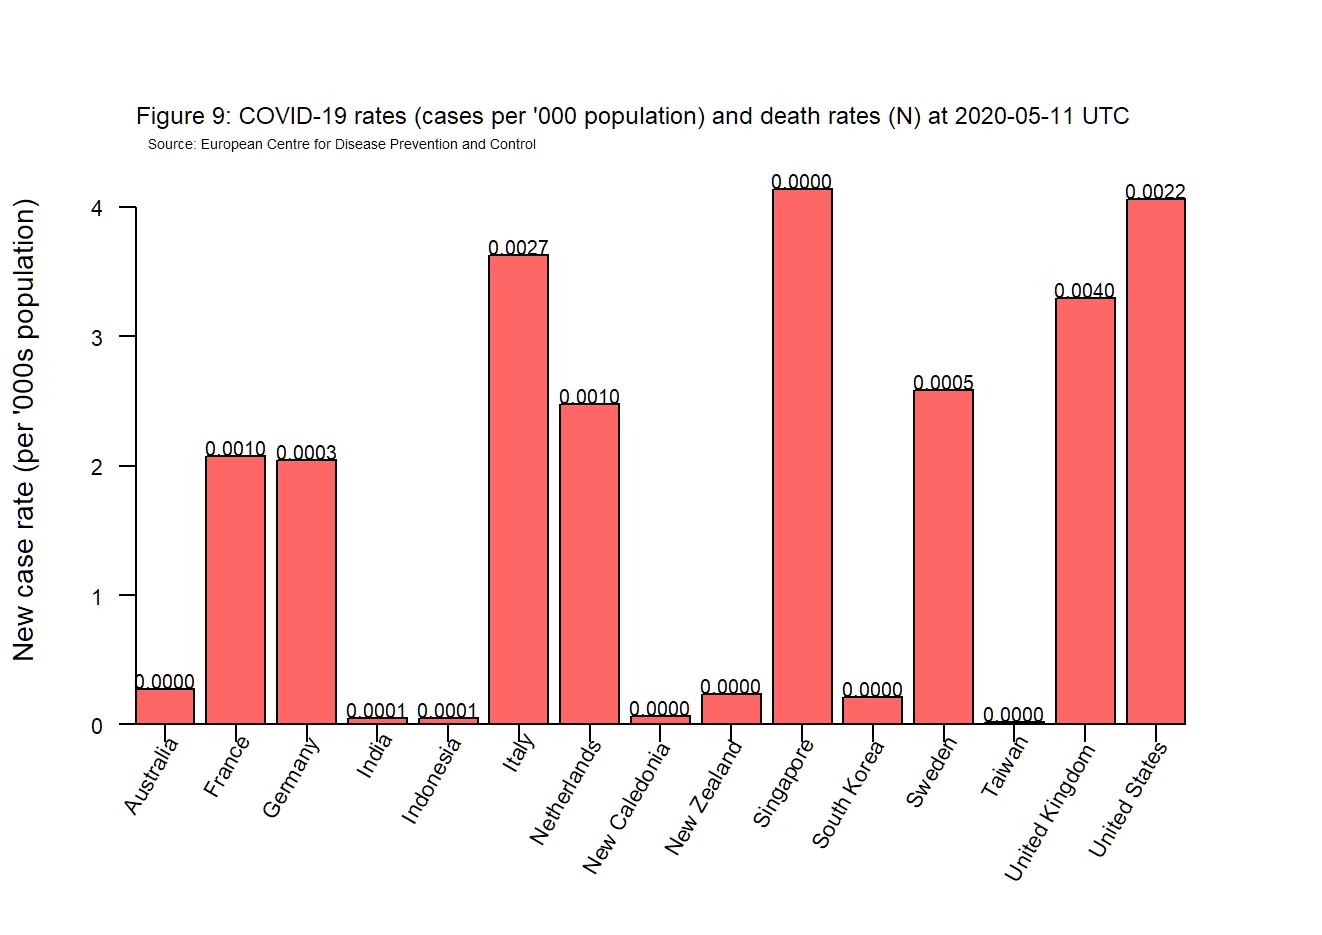 Figure 9: COVID-19 rates (cases per '000 population) and death rates (N) at 2020-05-11 UTC
Source: European Centre for Disease Prevention and Control
New case rate (per '000s population)
4
3
2
1
0
0.0000
0.0010
0.0003
0.0001
0.0001
0.0027
0.0010
0.0000
0.0000
0.0000
0.0000
0.0005
0.0000
0.0040
0.0022
Australia
France
Germany
India
Indonesia
Italy
Netherlands
New Caledonia
New Zealand
Singapore
South Korea
Sweden
Taiwan
United Kingdom
United States